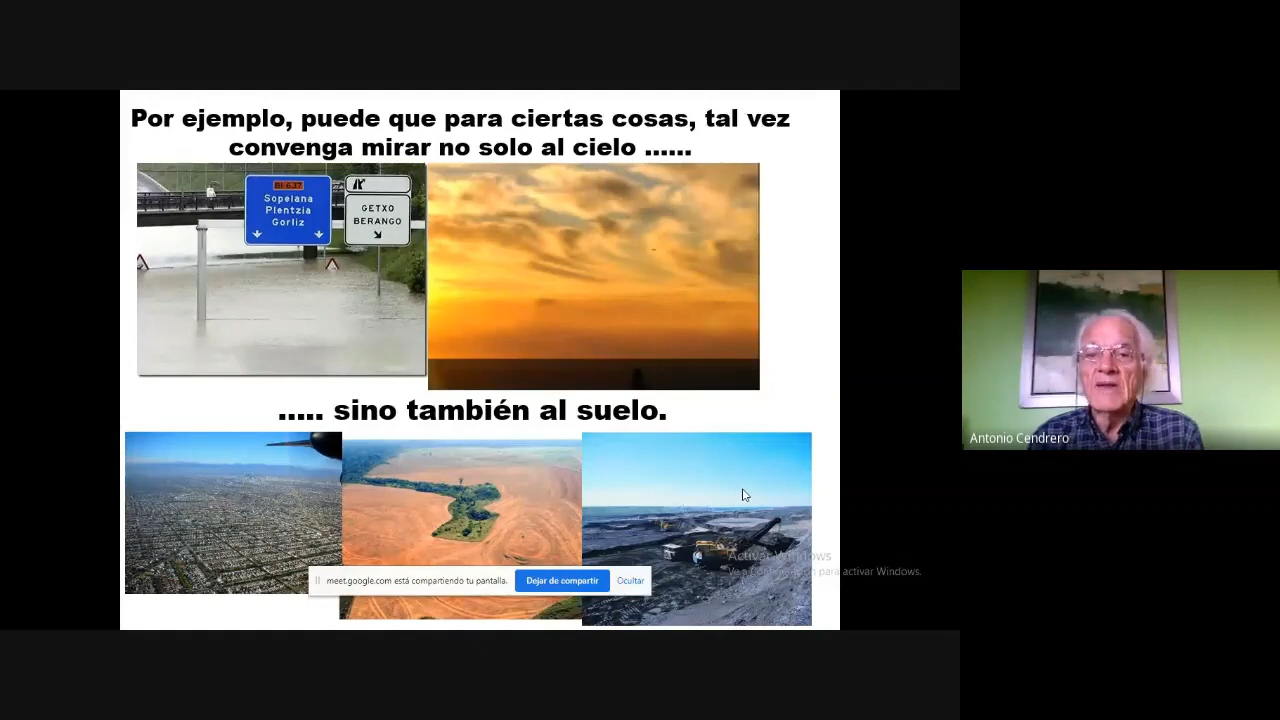 Por ejemplo, puede que para ciertas cosas, tal vez
convenga mirar no solo al cielo ......
BI 637
Sopelana
Plentzia
Gorliz
GETXO
BERANGO
..... sino también al suelo.
Antonio Cendrero
Activar Windows
Ve a Configuración para activar Windows.
meet.google.com está compartiendo tu pantalla.
Dejar de compartir
Ocultar